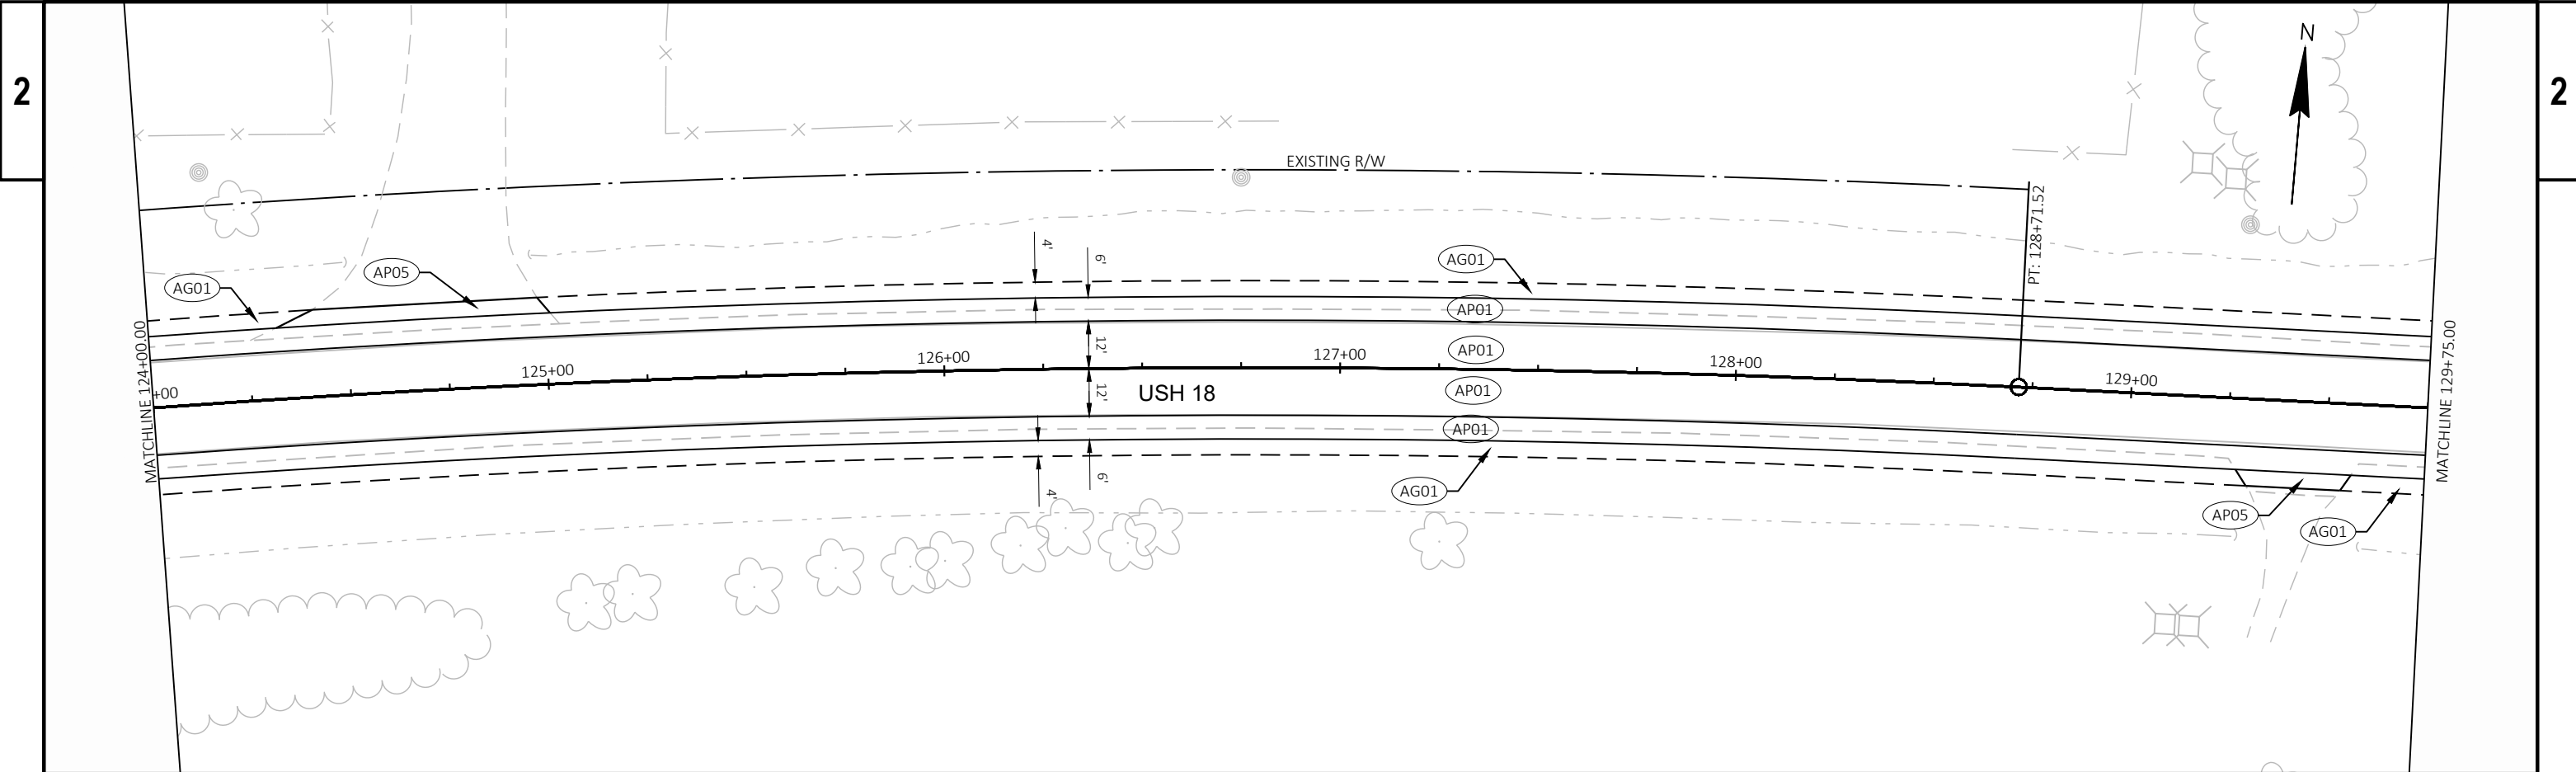 2
2
N
EXISTING R/W
PT: 128+71.52
4'
6'
AG01
AP05
AG01
AP01
12'
AP01
125+00
126+00
127+00
128+00
129+00
+00
MATCHLINE 124+00.00
MATCHLINE 129+75.00
12'
USH 18
AP01
AP01
4'
6'
AG01
AP05
AG01